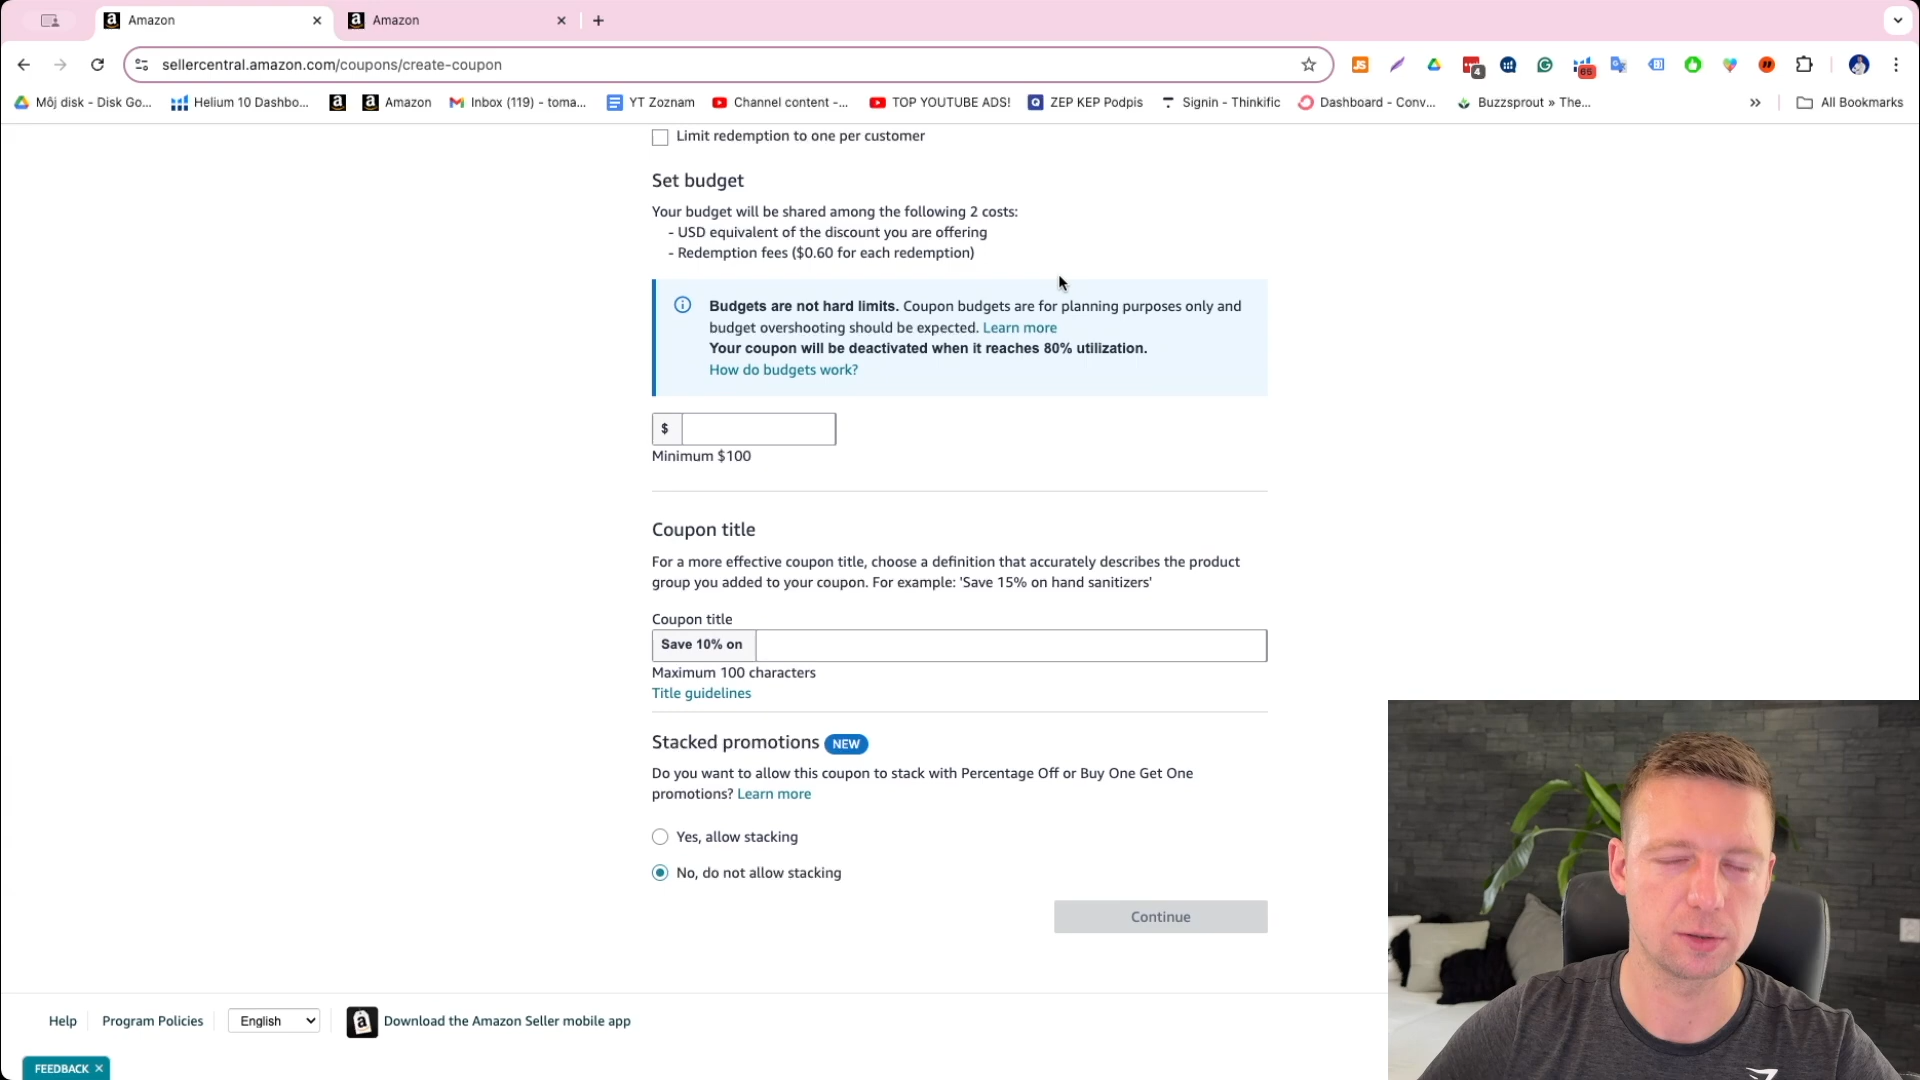 Amazon
Amazon
sellercentral.amazon.com/coupons/create-coupon
JS
4
65
Môj disk - Disk Go...
Helium 10 Dashbo...
Amazon
Inbox (119) - toma...
YT Zoznam
Channel content -...
TOP YOUTUBE ADS!
ZEP KEP Podpis
Signin - Thinkific
Dashboard - Conv...
Buzzsprout » The...
All Bookmarks
Limit redemption to one per customer
Set budget
Your budget will be shared among the following 2 costs:
- USD equivalent of the discount you are offering
- Redemption fees ($0.60 for each redemption)
Budgets are not hard limits. Coupon budgets are for planning purposes only and
budget overshooting should be expected. Learn more
Your coupon will be deactivated when it reaches 80% utilization.
How do budgets work?
$
Minimum $100
Coupon title
For a more effective coupon title, choose a definition that accurately describes the product
group you added to your coupon. For example: 'Save 15% on hand sanitizers'
Coupon title
Save 10% on
Maximum 100 characters
Title guidelines
Stacked promotions NEW
Do you want to allow this coupon to stack with Percentage Off or Buy One Get One
promotions? Learn more
Yes, allow stacking
No, do not allow stacking
Continue
Help
Program Policies
English
Download the Amazon Seller mobile app
FEEDBACK ×